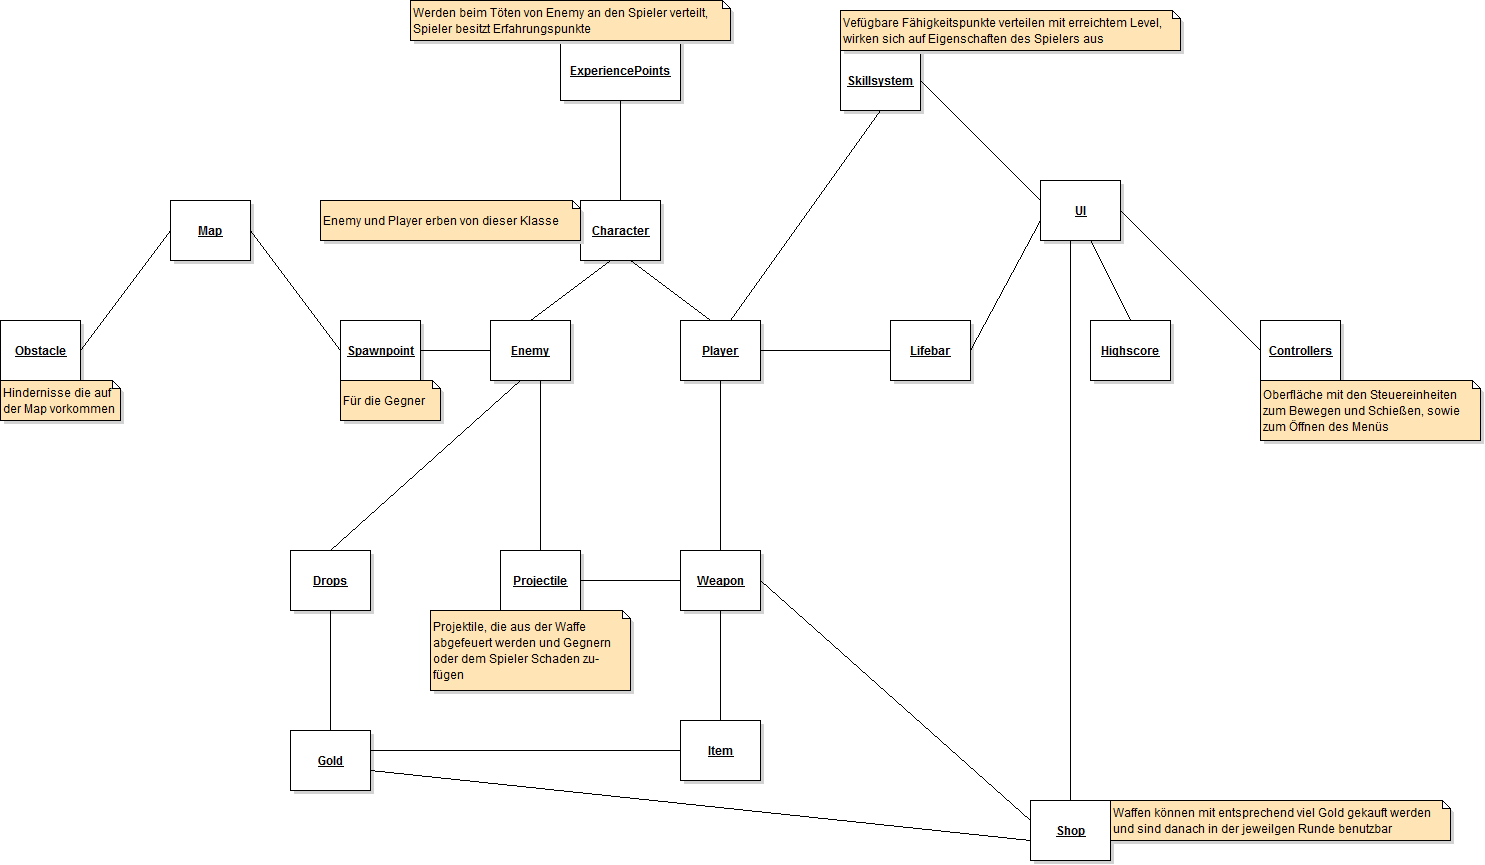 Werden beim Töten von Enemy an den Spieler verteilt,
Spieler besitzt Erfahrungspunkte
Vefügbare Fähigkeitspunkte verteilen mit erreichtem Level,
wirken sich auf Eigenschaften des Spielers aus
ExperiencePoints
Skillsystem
Enemy und Player erben von dieser Klasse
Map
Character
UI
Obstacle
Spawnpoint
Enemy
Player
Lifebar
Highscore
Controllers
Hindernisse die auf
der Map vorkommen
Für die Gegner
Oberfläche mit den Steuereinheiten
zum Bewegen und Schießen, sowie
zum Öffnen des Menüs
Drops
Projectile
Weapon
Projektile, die aus der Waffe
abgefeuert werden und Gegnern
oder dem Spieler Schaden zu-
fügen
Gold
Item
Shop
Waffen können mit entsprechend viel Gold gekauft werden
und sind danach in der jeweilgen Runde benutzbar